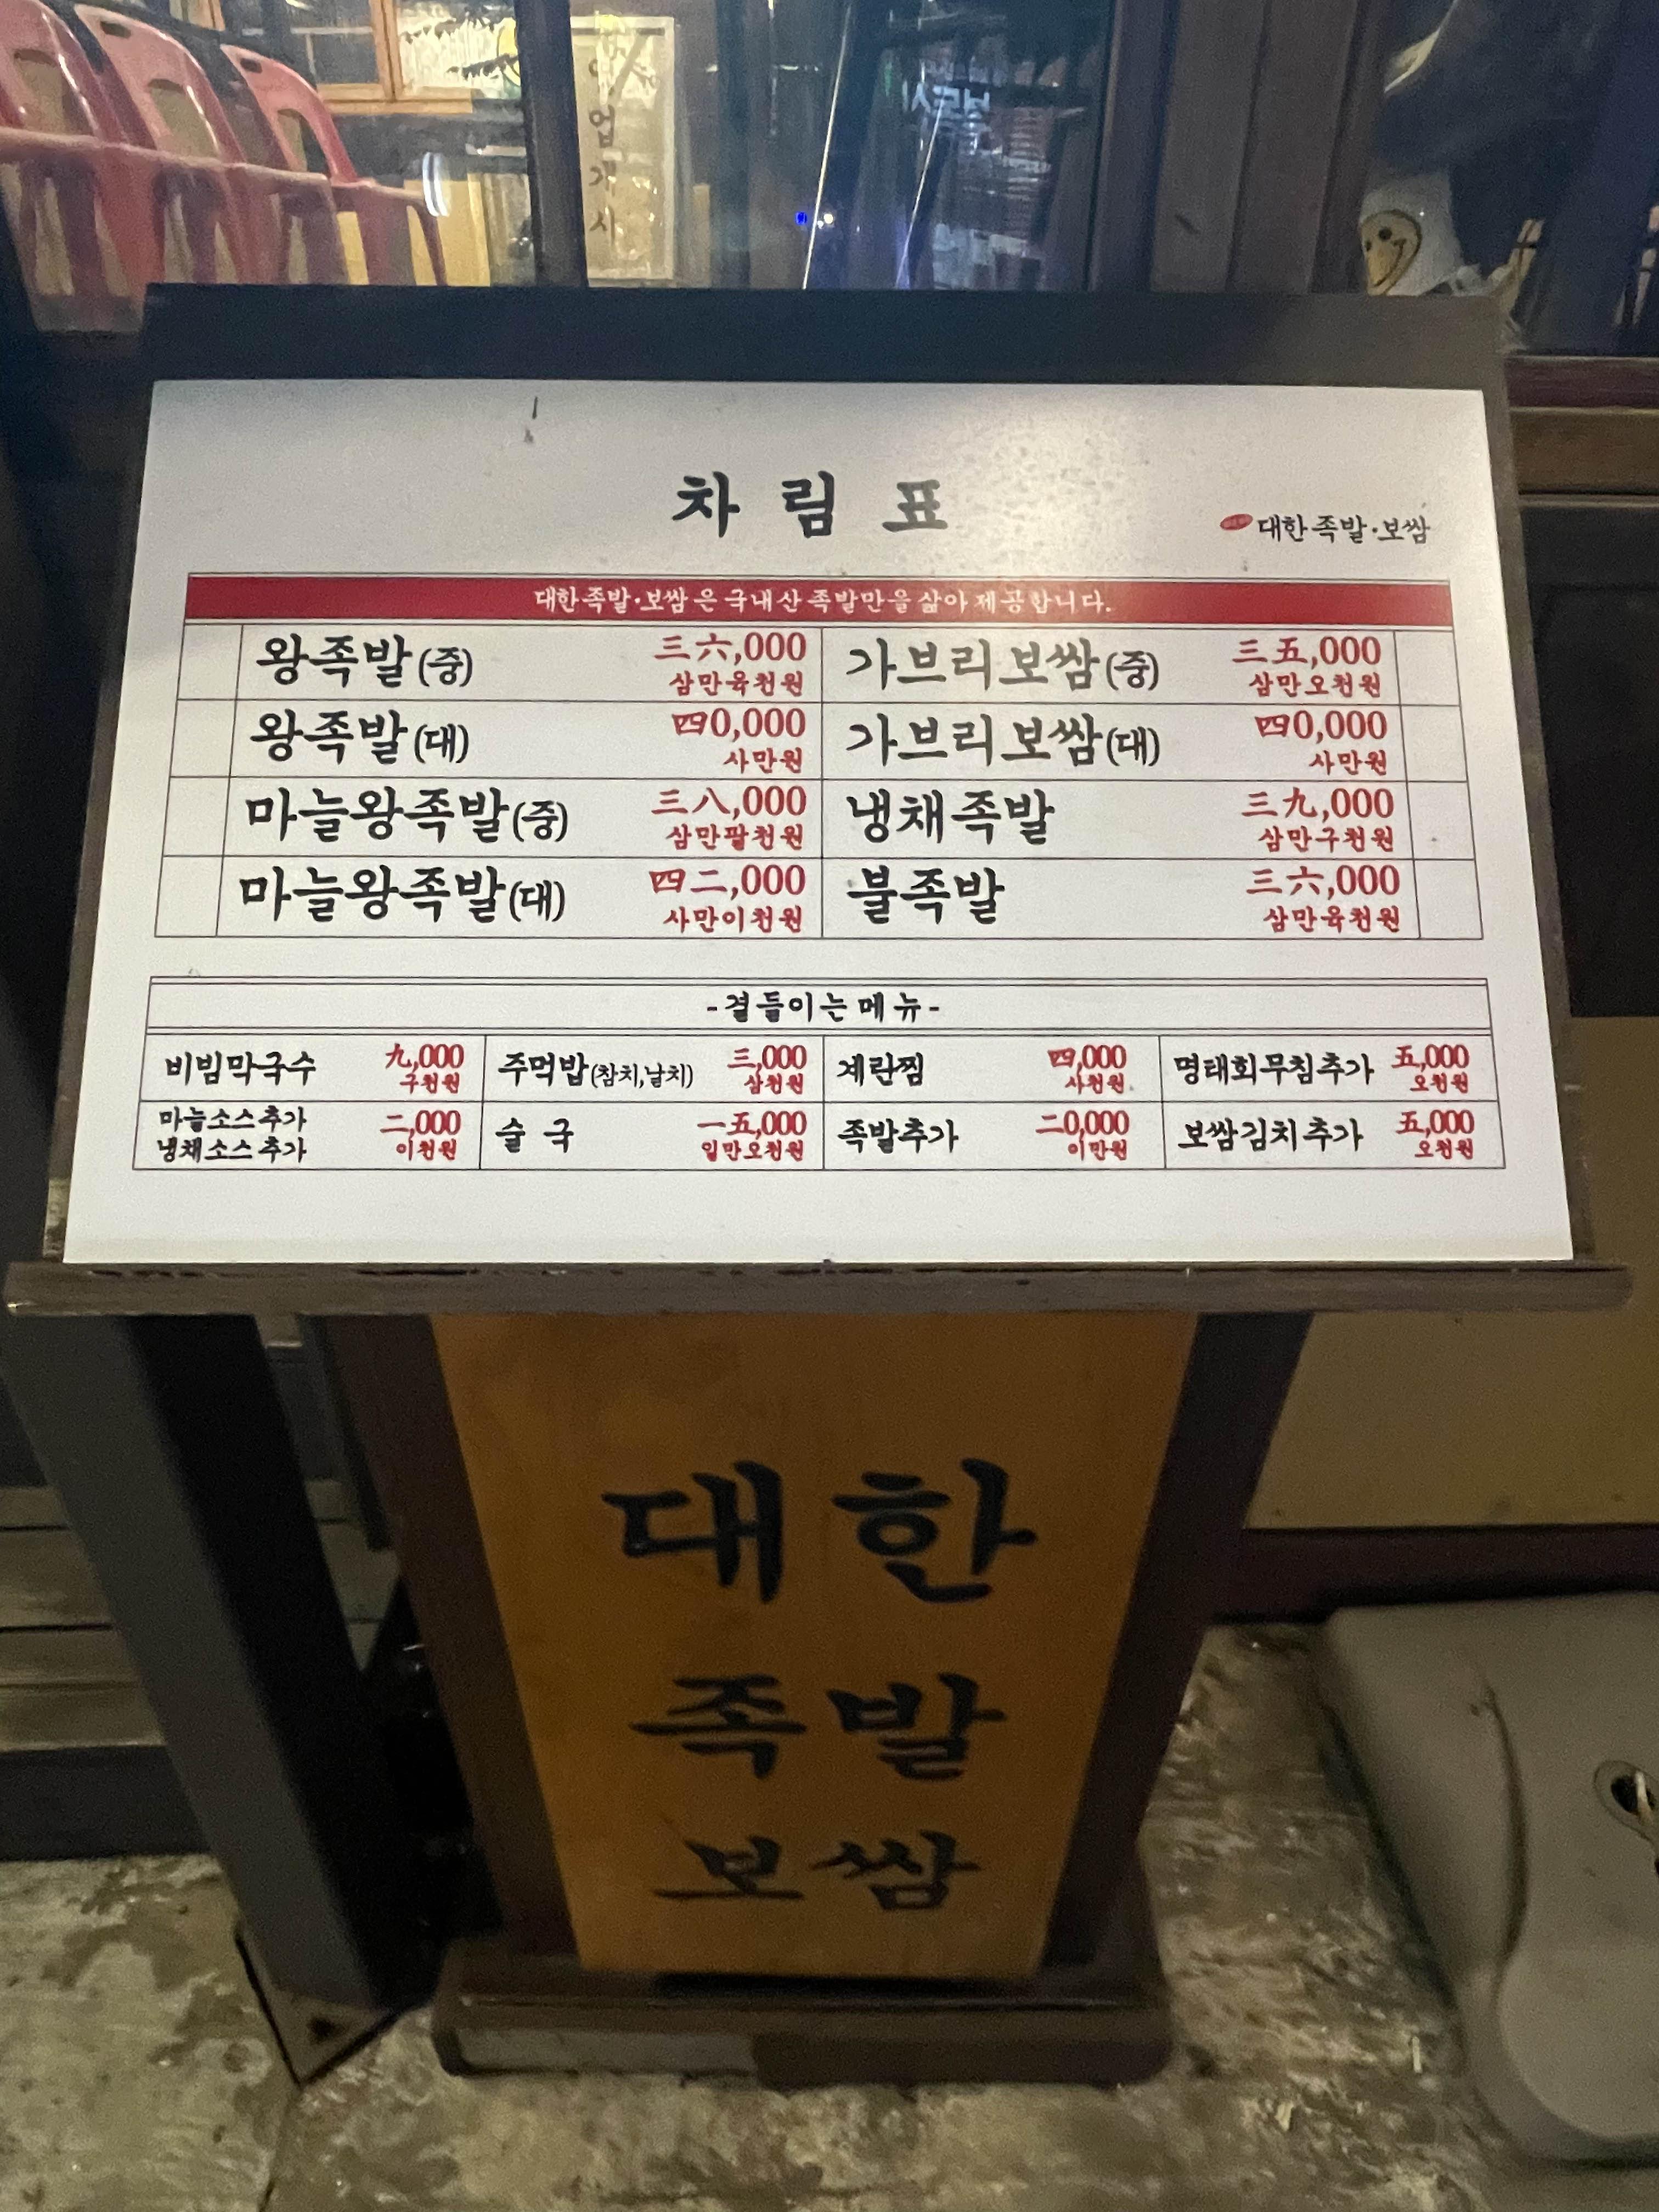 업개시
차림표
대한족발·보쌈
대한족발·보쌈은 국내산 족발만을 삶아 제공합니다.
왕족발(중) 三六,000 삼만육천원 가브리보쌈(중) 三五,000 삼만오천원
왕족발(대) 四0,000 사만원 가브리보쌈(대) 四0,000 사만원
마늘왕족발(중) 三八,000 삼만팔천원 냉채족발 三九,000 삼만구천원
마늘왕족발(대) 四二,000 사만이천원 불족발 三六,000 삼만육천원
-곁들이는 메뉴-
비빔막국수 九,000 구천원 주먹밥(참치,날치) 三,000 삼천원 계란찜 四,000 사천원 명태회무침추가 五,000 오천원
마늘소스추가
냉채소스추가 二,000 이천원 술국 一五,000 일만오천원 족발추가 二0,000 이만원 보쌈김치추가 五,000 오천원
대한
족발
보쌈